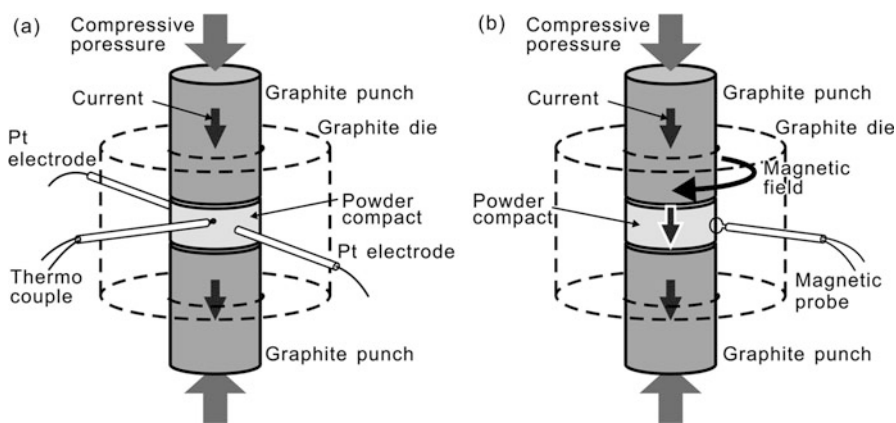 (a)
Compressive
poressure
Current
Graphite punch
Graphite die
Pt
electrode
Powder
compact
Pt electrode
Thermo
couple
Graphite punch
(b)
Compressive
poressure
Current
Graphite punch
Graphite die
Magnetic
field
Powder
compact
Magnetic
probe
Graphite punch